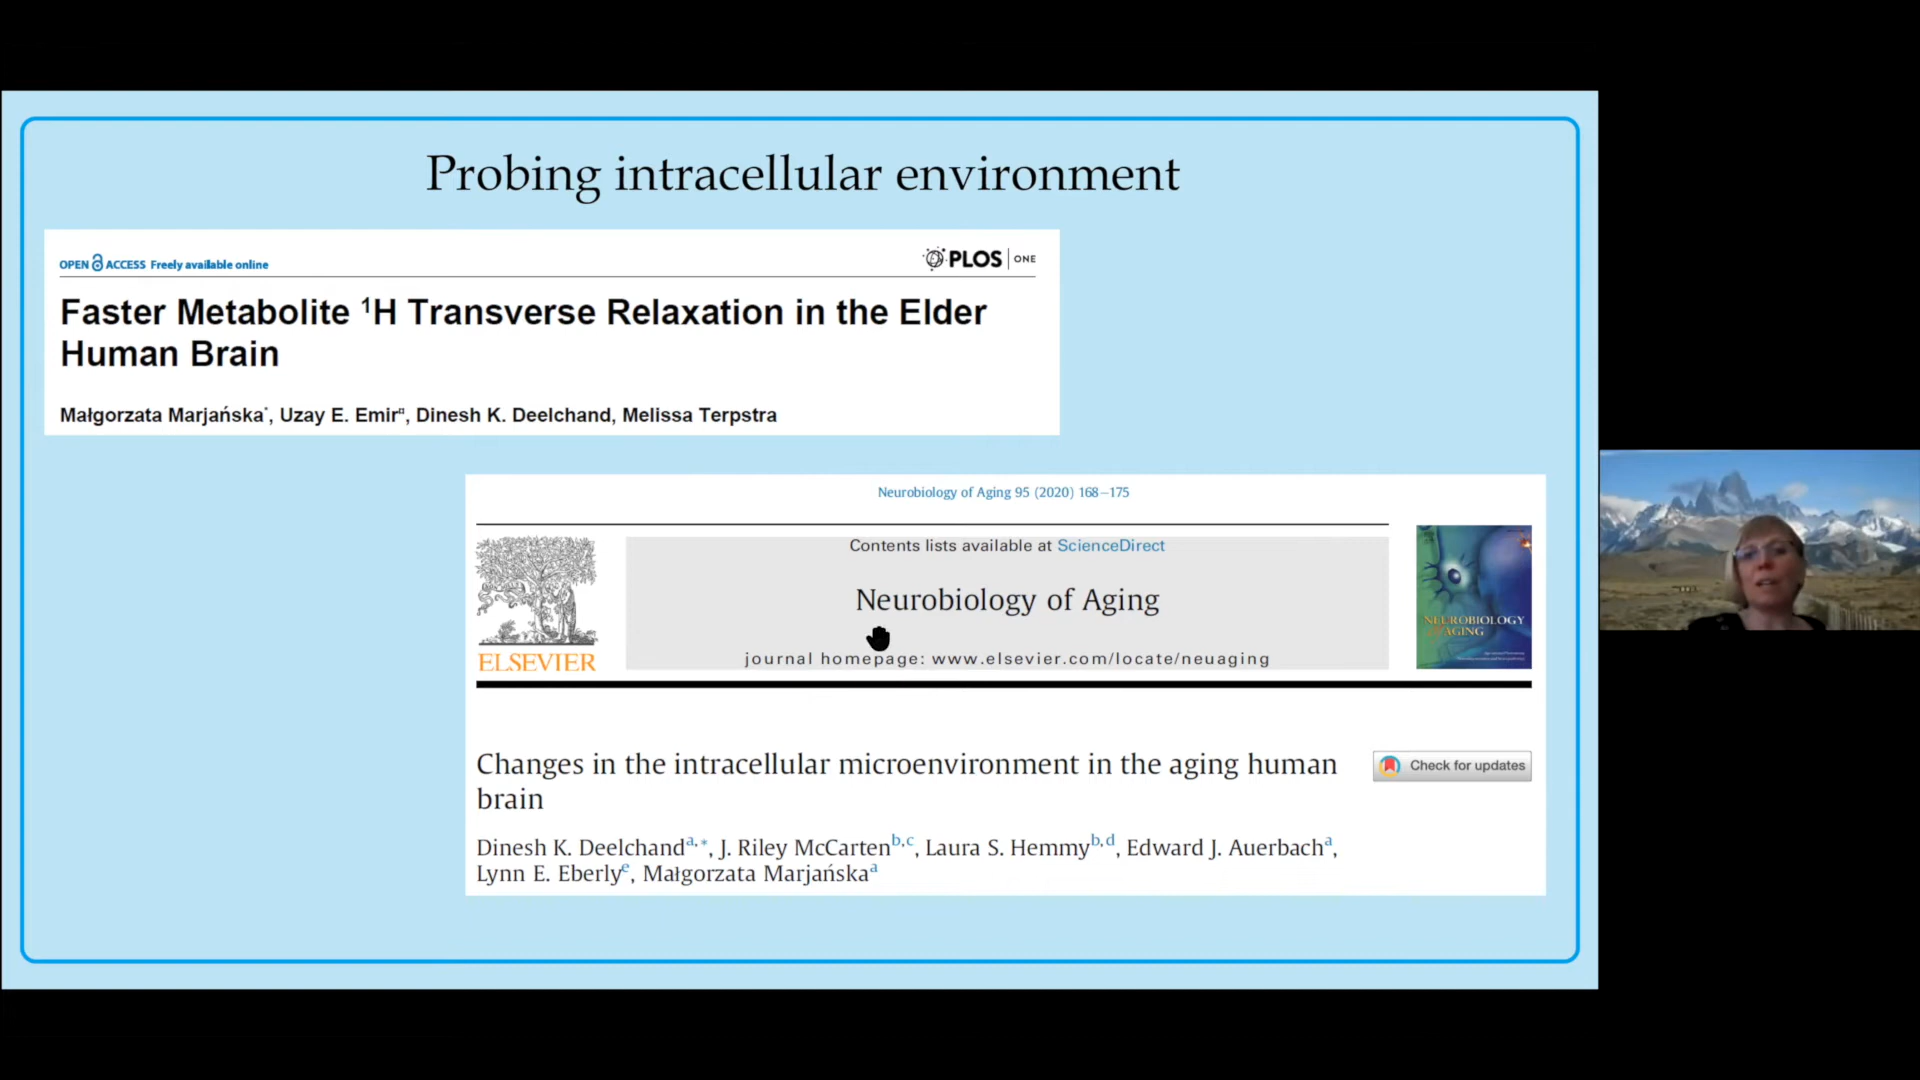 Probing intracellular environment
OPEN ACCESS Freely available online
PLOS | ONE
Faster Metabolite ¹H Transverse Relaxation in the Elder
Human Brain
Małgorzata Marjańska*, Uzay E. Emir¤, Dinesh K. Deelchand, Melissa Terpstra
Neurobiology of Aging 95 (2020) 168–175
Contents lists available at ScienceDirect
Neurobiology of Aging
journal homepage: www.elsevier.com/locate/neuaging
ELSEVIER
NEUROBIOLOGY
AGING
Changes in the intracellular microenvironment in the aging human
brain
Check for updates
Dinesh K. Deelchand a,*, J. Riley McCarten b,c, Laura S. Hemmy b,d, Edward J. Auerbach a,
Lynn E. Eberly e, Małgorzata Marjańska a